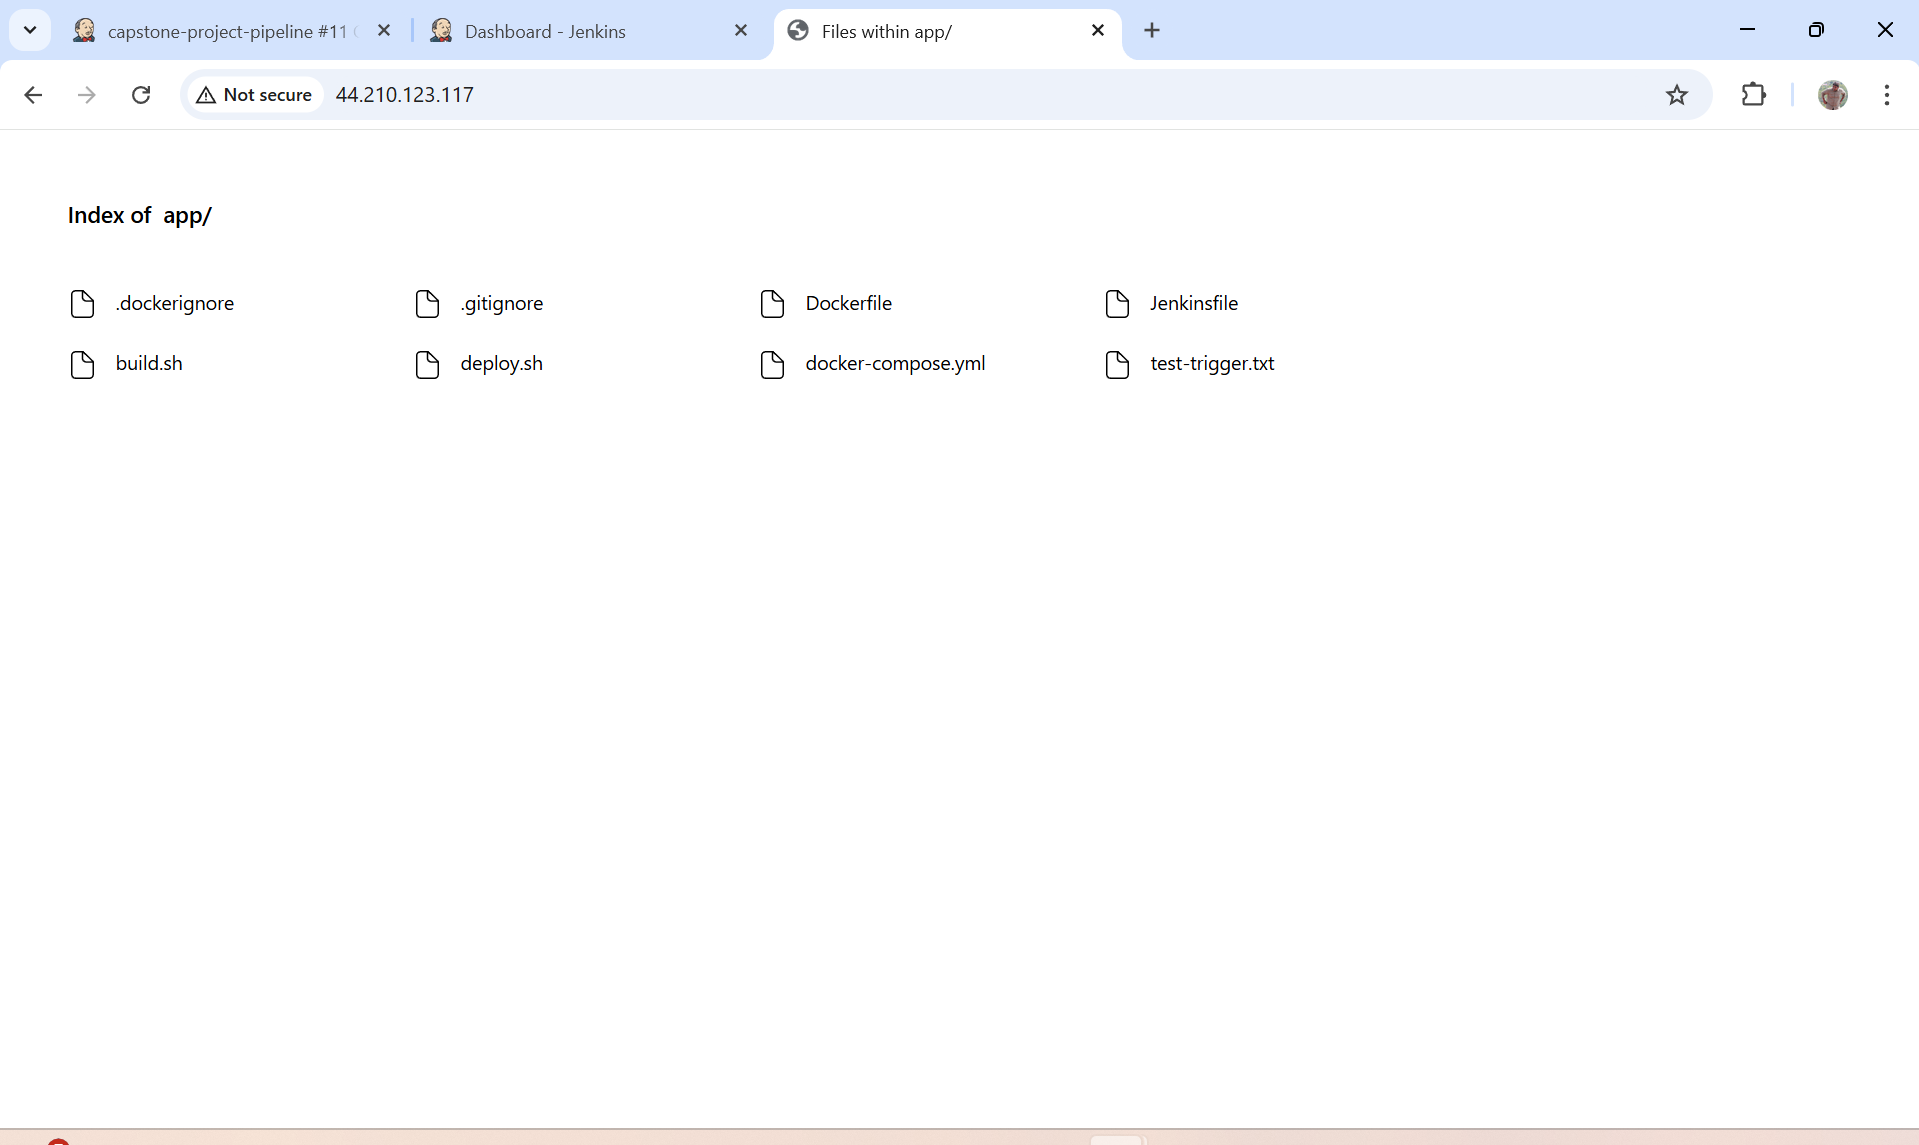 capstone-project-pipeline #11
Dashboard - Jenkins
Files within app/
Not secure
44.210.123.117
Index of app/
.dockerignore
.gitignore
Dockerfile
Jenkinsfile
build.sh
deploy.sh
docker-compose.yml
test-trigger.txt